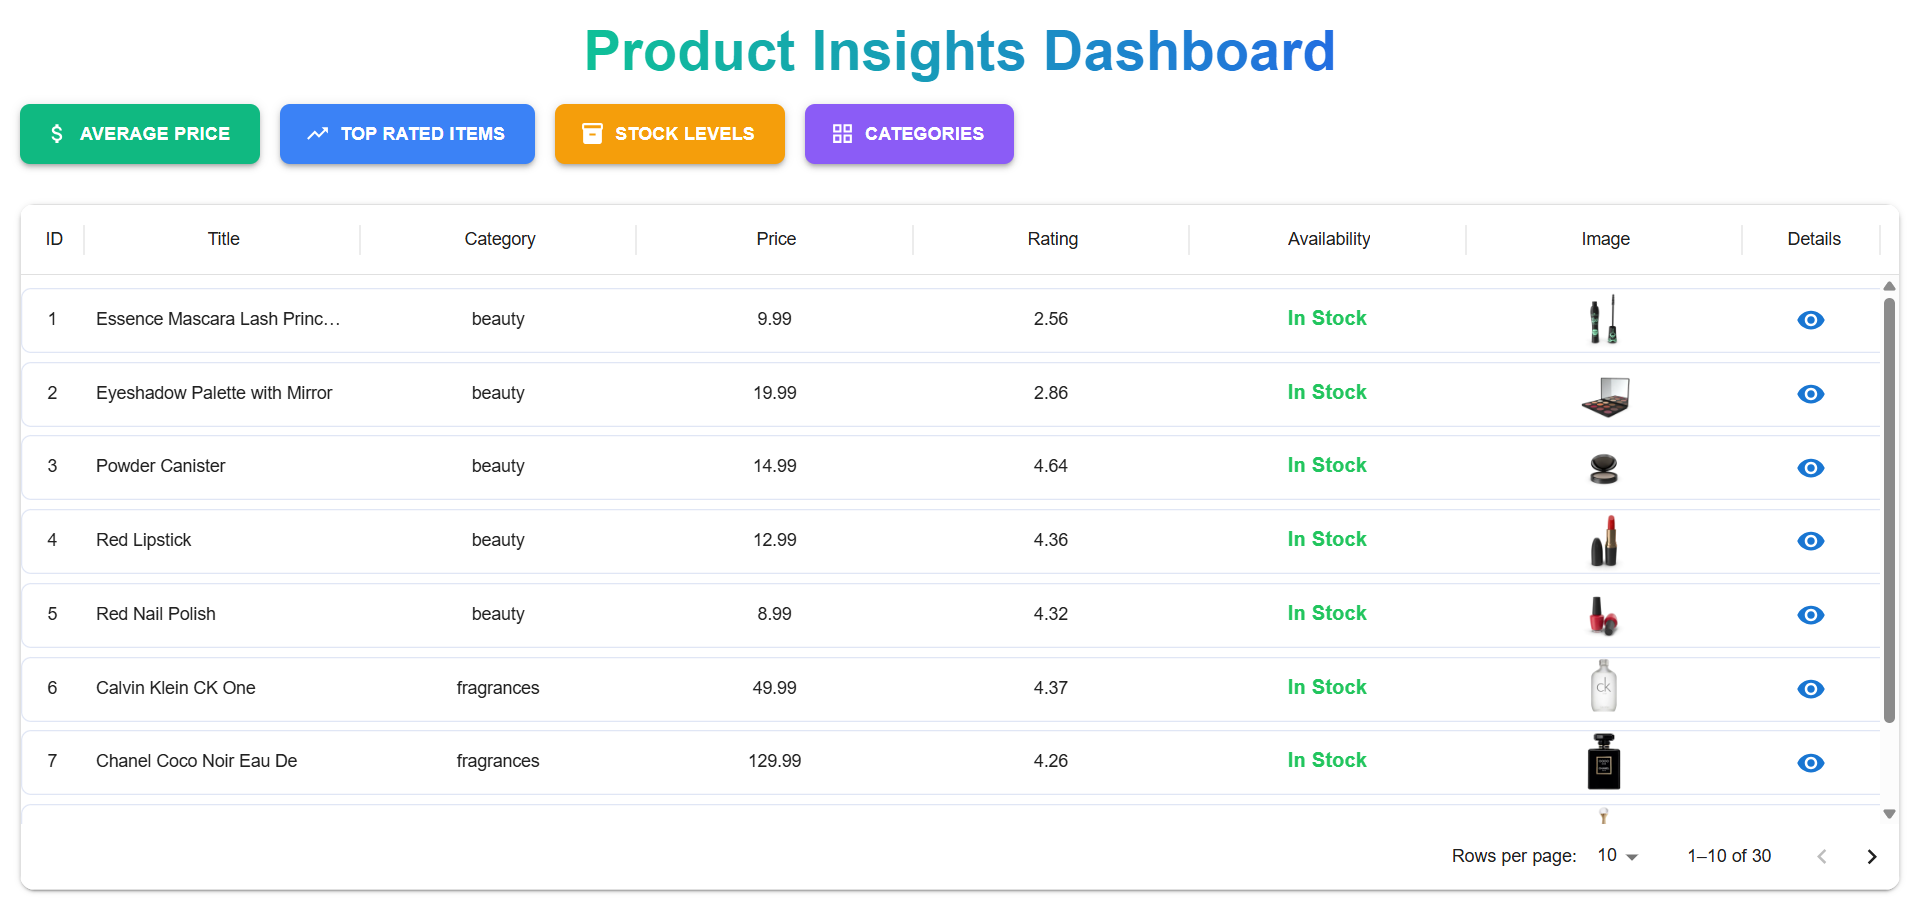 Product Insights Dashboard
AVERAGE PRICE TOP RATED ITEMS STOCK LEVELS CATEGORIES
ID Title Category Price Rating Availability Image Details
1 Essence Mascara Lash Princ… beauty 9.99 2.56 In Stock
2 Eyeshadow Palette with Mirror beauty 19.99 2.86 In Stock
3 Powder Canister beauty 14.99 4.64 In Stock
4 Red Lipstick beauty 12.99 4.36 In Stock
5 Red Nail Polish beauty 8.99 4.32 In Stock
6 Calvin Klein CK One fragrances 49.99 4.37 In Stock ck
7 Chanel Coco Noir Eau De fragrances 129.99 4.26 In Stock
Rows per page: 10 1–10 of 30